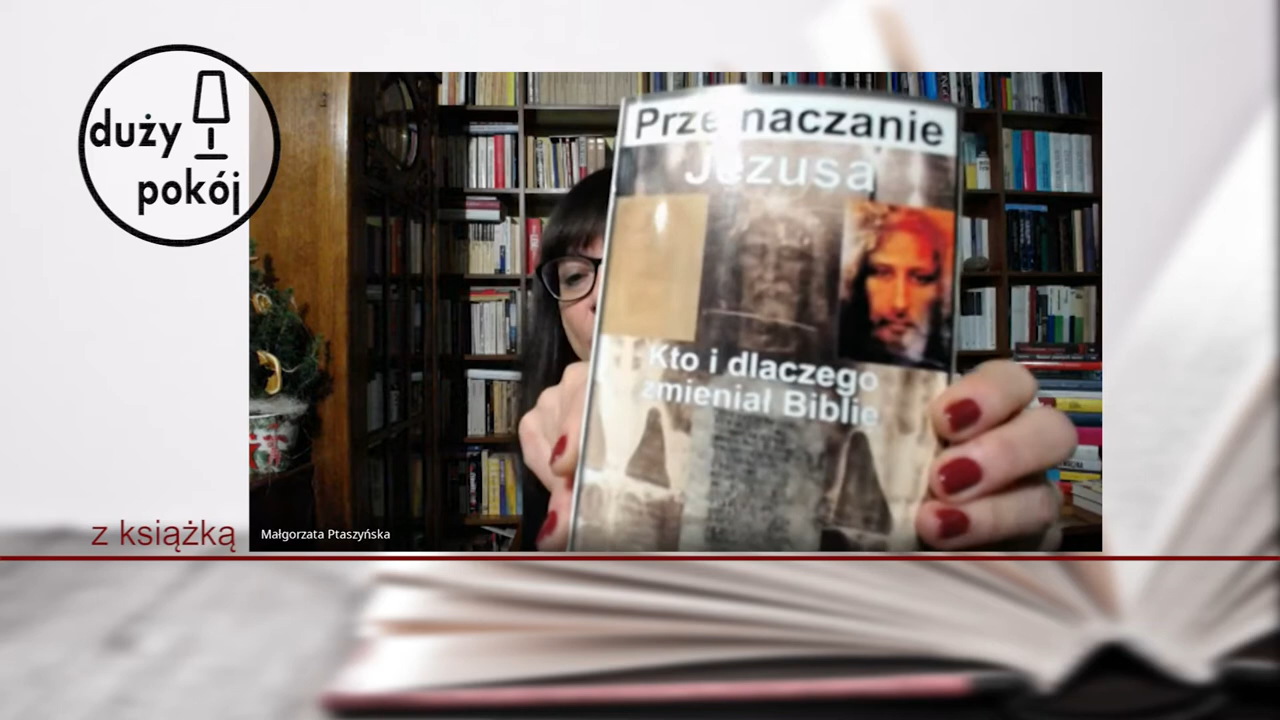 duży
pokój
Przeinaczanie
Jezusa
Kto i dlaczego
zmieniał Biblię
z książką
Małgorzata Ptaszyńska